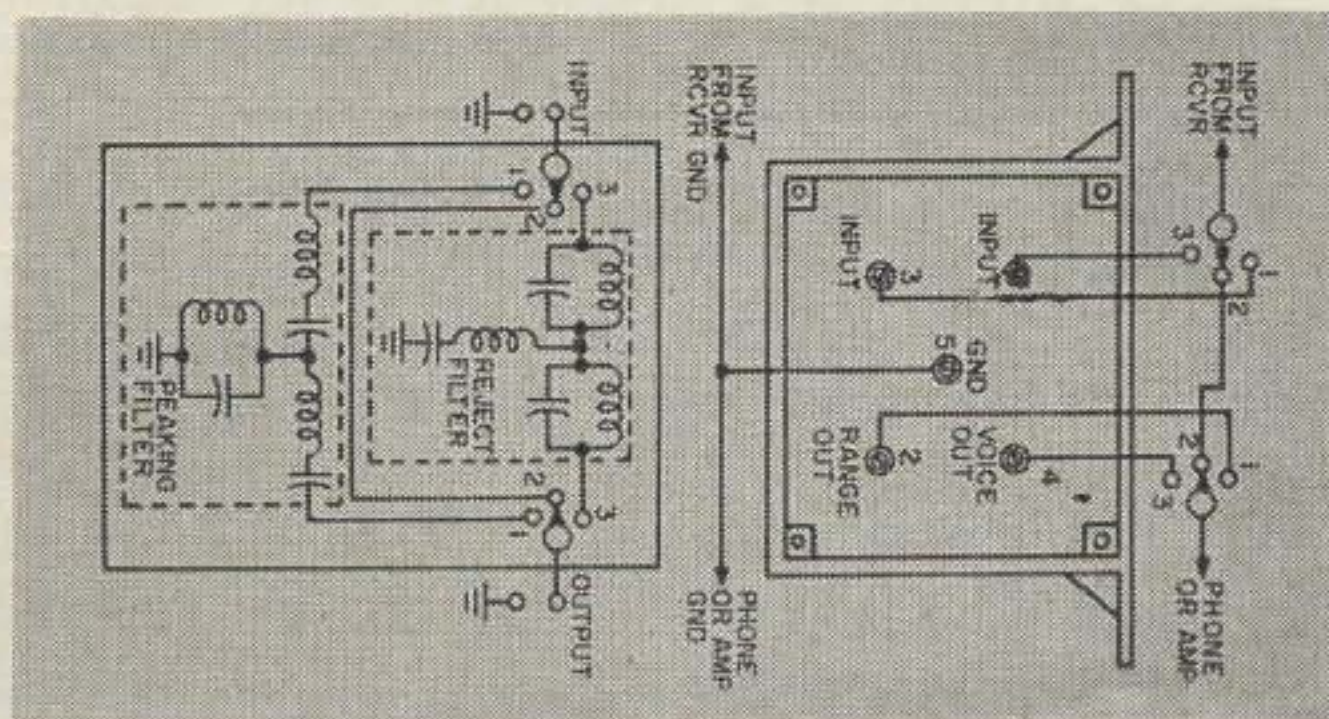 INPUT
FROM
RCVR
PHONE
OR AMP
1
2
3
1
2
3
INPUT
VOICE
OUT
4
GND
5
3
INPUT
2
RANGE
OUT
INPUT
FROM
RCVR GND
PHONE
OR AMP
GND
INPUT
3
2
1
REJECT
FILTER
3
2
1
OUTPUT
PEAKING
FILTER